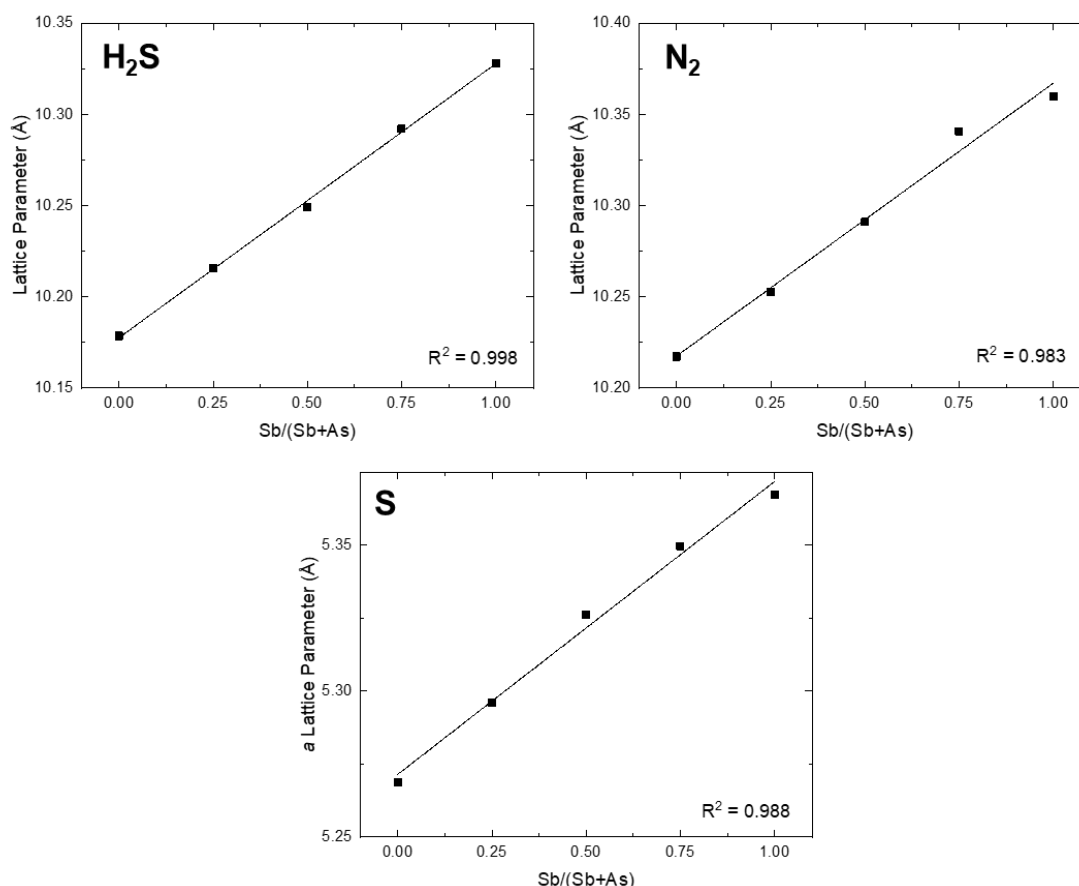 H₂S
Lattice Parameter (Å)
10.35
10.30
10.25
10.20
10.15
R² = 0.998
0.00 0.25 0.50 0.75 1.00
Sb/(Sb+As)
N₂
Lattice Parameter (Å)
10.40
10.35
10.30
10.25
10.20
R² = 0.983
0.00 0.25 0.50 0.75 1.00
Sb/(Sb+As)
S
a Lattice Parameter (Å)
5.35
5.30
5.25
R² = 0.988
0.00 0.25 0.50 0.75 1.00
Sb/(Sb+As)